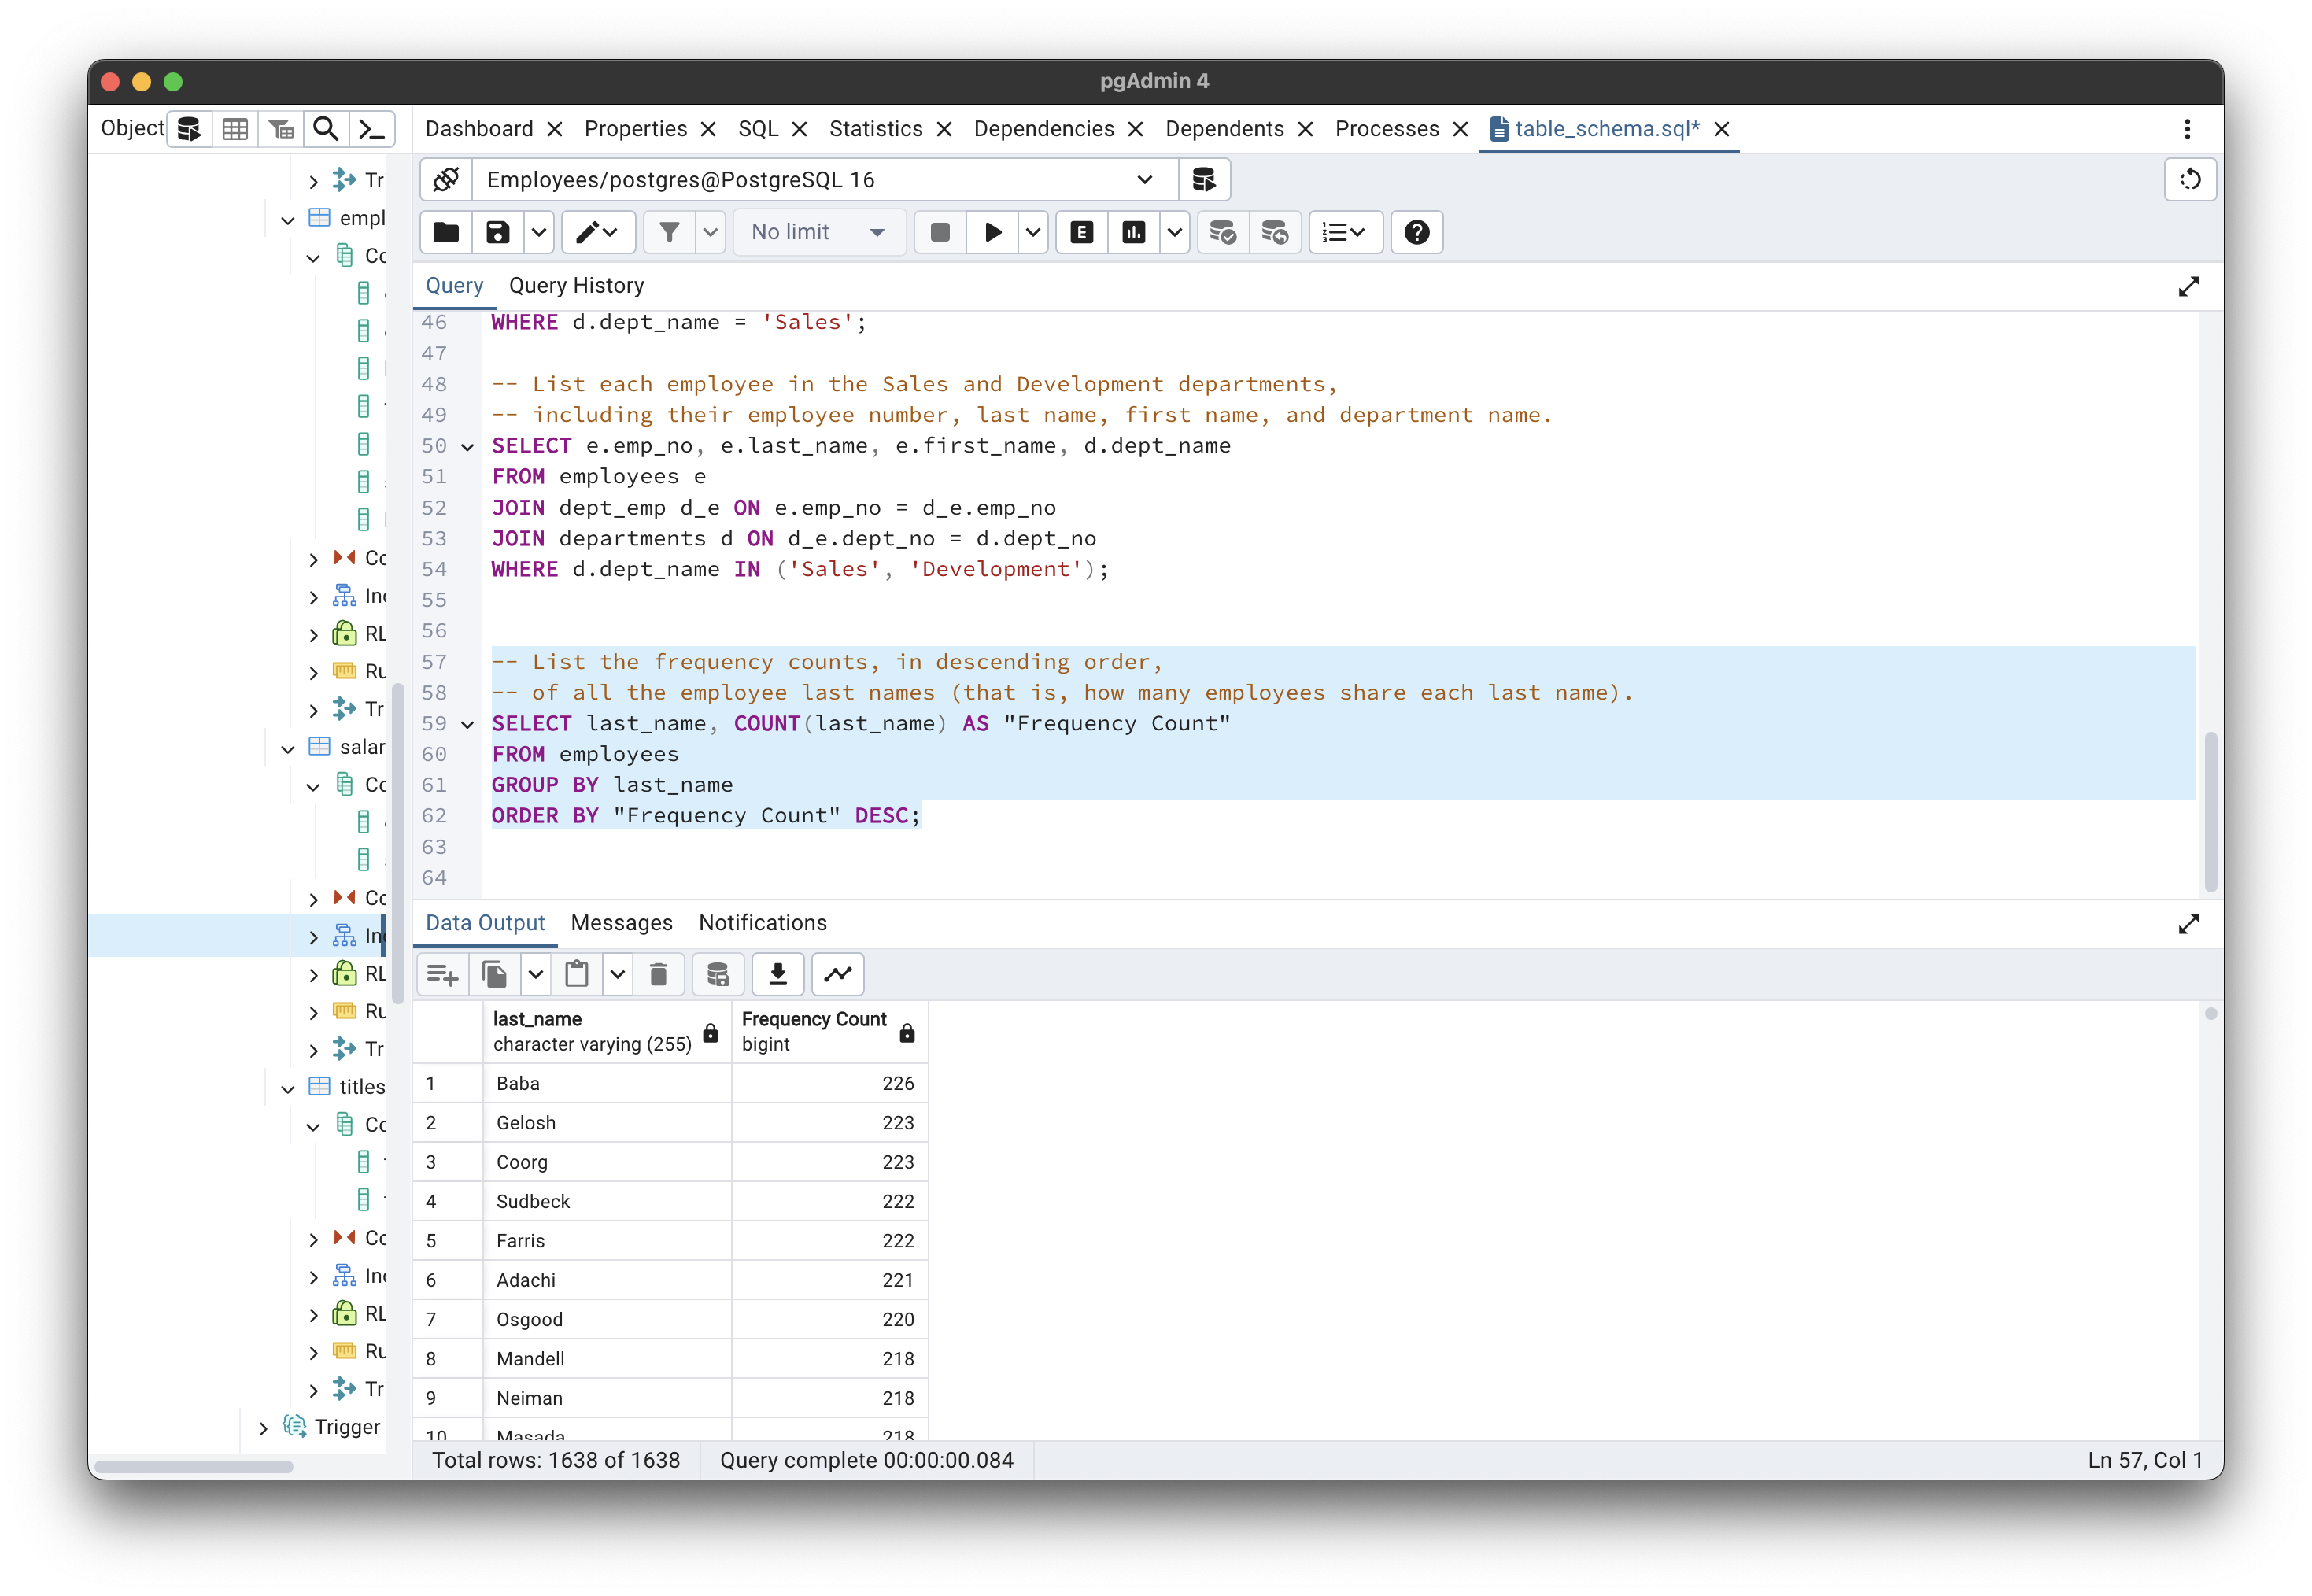 pgAdmin 4
Object
Dashboard Properties SQL Statistics Dependencies Dependents Processes table_schema.sql*
Employees/postgres@PostgreSQL 16
No limit
E
Query Query History
46 WHERE d.dept_name = 'Sales';
47
48 -- List each employee in the Sales and Development departments,
49 -- including their employee number, last name, first name, and department name.
50 SELECT e.emp_no, e.last_name, e.first_name, d.dept_name
51 FROM employees e
52 JOIN dept_emp d_e ON e.emp_no = d_e.emp_no
53 JOIN departments d ON d_e.dept_no = d.dept_no
54 WHERE d.dept_name IN ('Sales', 'Development');
55
56
57 -- List the frequency counts, in descending order,
58 -- of all the employee last names (that is, how many employees share each last name).
59 SELECT last_name, COUNT(last_name) AS "Frequency Count"
60 FROM employees
61 GROUP BY last_name
62 ORDER BY "Frequency Count" DESC;
63
64
Tr
empl
Co
Co
Inc
RL
Ru
Tr
salar
Co
Co
Inc
RL
Ru
Tr
titles
Co
Co
Inc
RL
Ru
Tr
Trigger
Data Output Messages Notifications
last_name Frequency Count
character varying (255) bigint
1 Baba 226
2 Gelosh 223
3 Coorg 223
4 Sudbeck 222
5 Farris 222
6 Adachi 221
7 Osgood 220
8 Mandell 218
9 Neiman 218
10 Masada 218
Total rows: 1638 of 1638 Query complete 00:00:00.084 Ln 57, Col 1